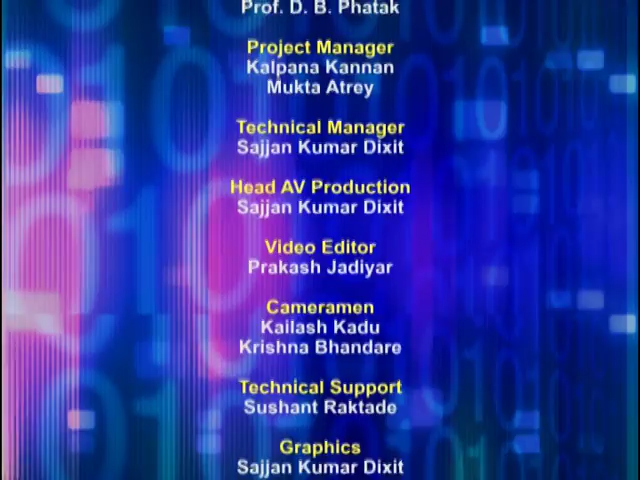 Prof. D. B. Phatak
Project Manager
Kalpana Kannan
Mukta Atrey
Technical Manager
Sajjan Kumar Dixit
Head AV Production
Sajjan Kumar Dixit
Video Editor
Prakash Jadiyar
Cameramen
Kailash Kadu
Krishna Bhandare
Technical Support
Sushant Raktade
Graphics
Sajjan Kumar Dixit